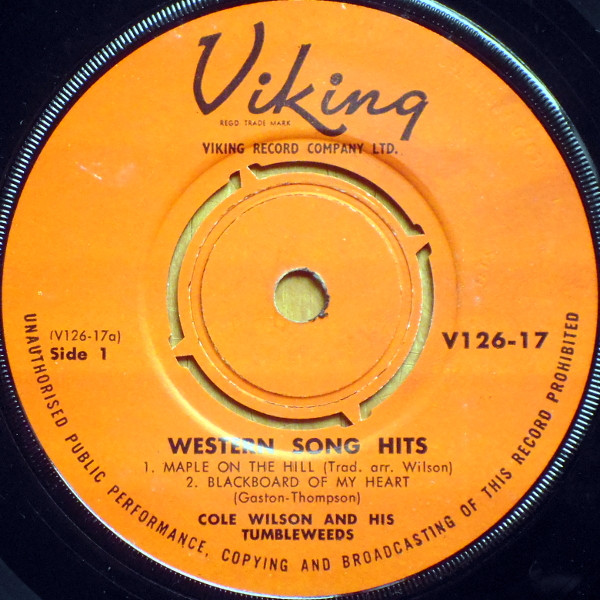 Viking
REGD TRADE MARK
VIKING RECORD COMPANY LTD.
(V126-17a)
Side 1
V126-17
WESTERN SONG HITS
1. MAPLE ON THE HILL (Trad. arr. Wilson)
2. BLACKBOARD OF MY HEART
(Gaston-Thompson)
COLE WILSON AND HIS
TUMBLEWEEDS
UNAUTHORISED PUBLIC PERFORMANCE, COPYING AND BROADCASTING OF THIS RECORD PROHIBITED